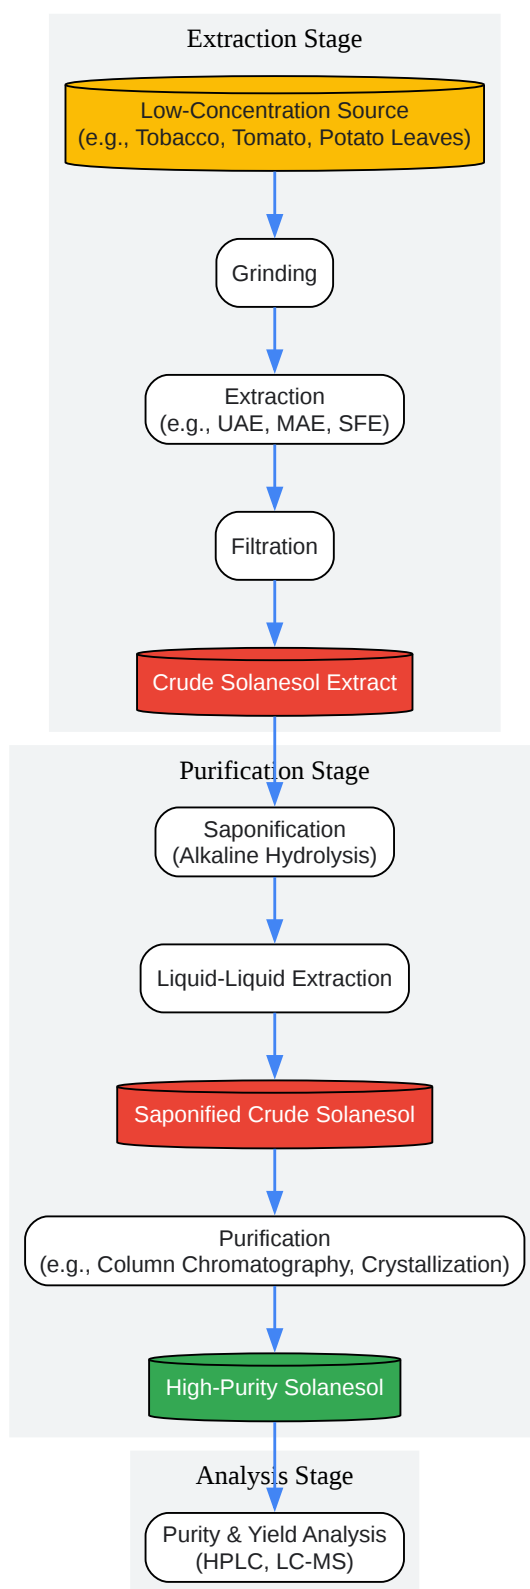 Extraction Stage
Low-Concentration Source
(e.g., Tobacco, Tomato, Potato Leaves)
Grinding
Extraction
(e.g., UAE, MAE, SFE)
Filtration
Crude Solanesol Extract
Purification Stage
Saponification
(Alkaline Hydrolysis)
Liquid-Liquid Extraction
Saponified Crude Solanesol
Purification
(e.g., Column Chromatography, Crystallization)
High-Purity Solanesol
Analysis Stage
Purity & Yield Analysis
(HPLC, LC-MS)